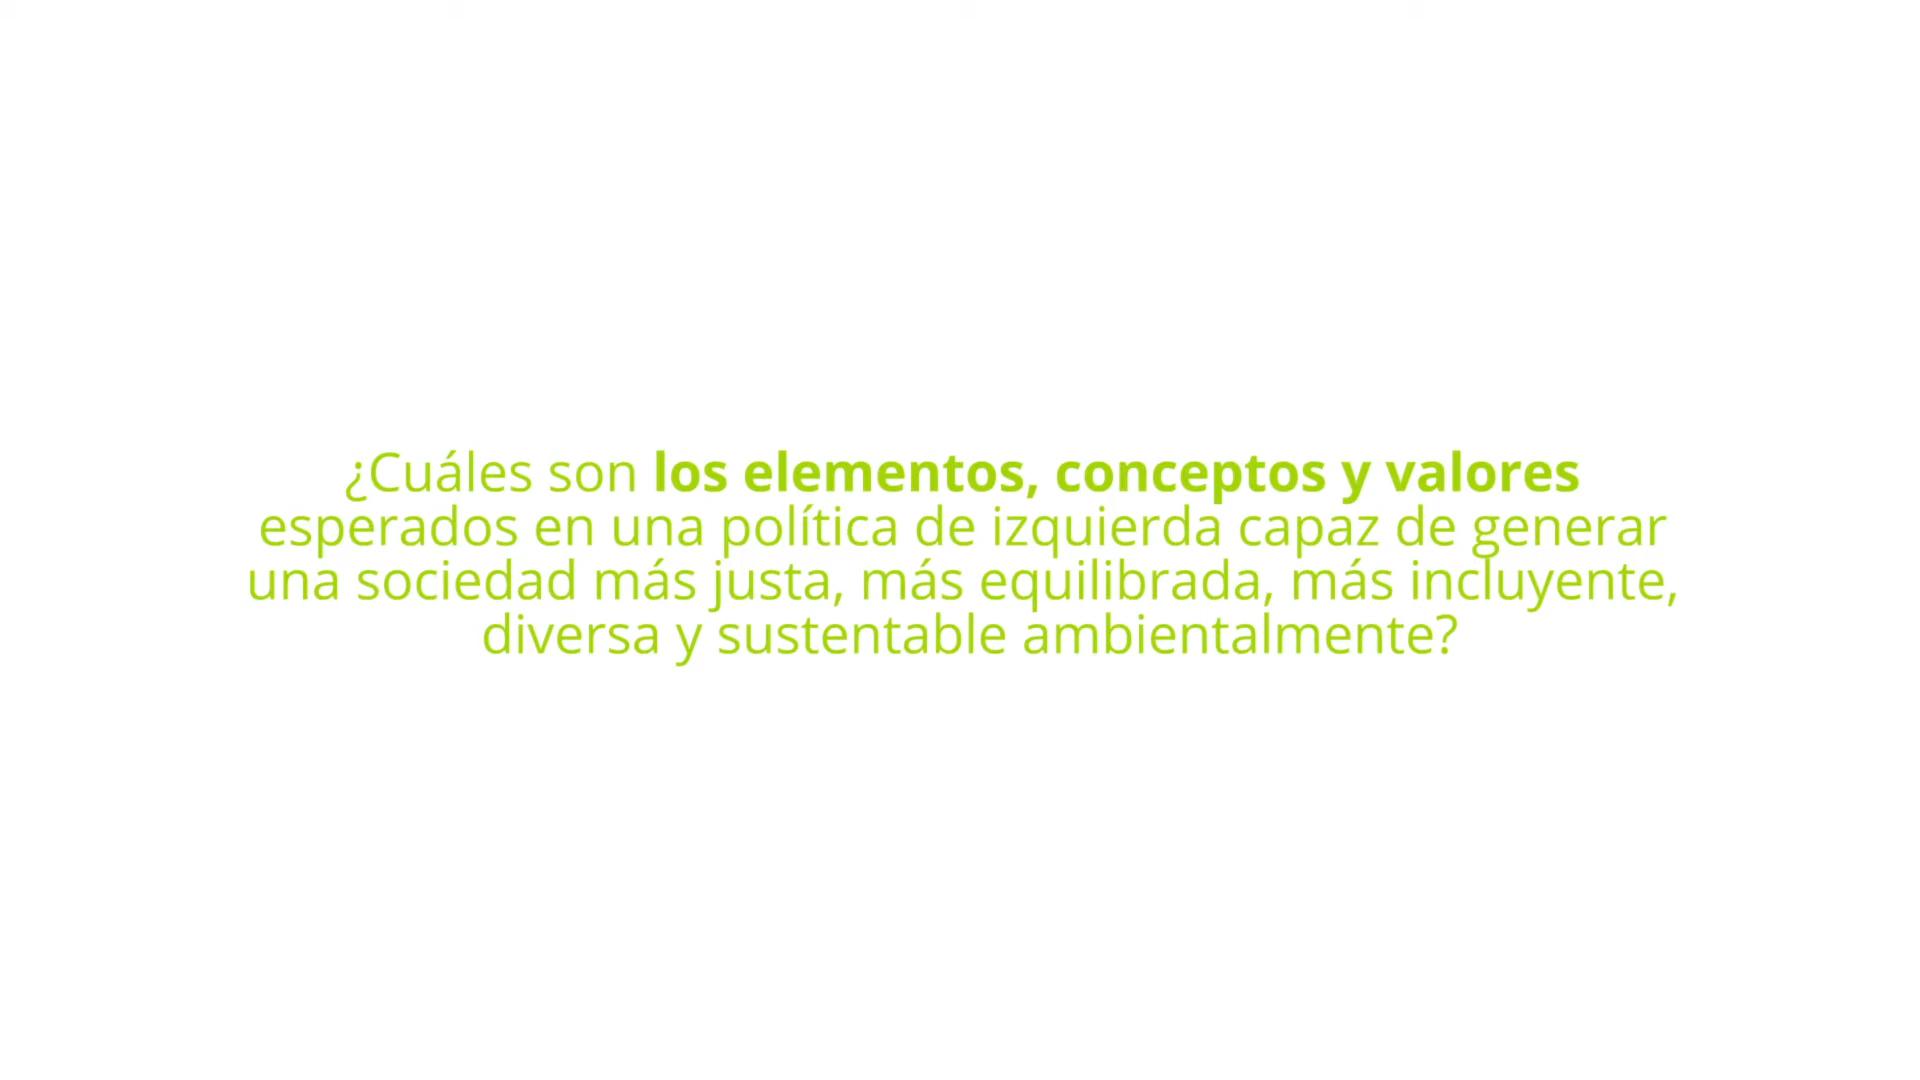 ¿Cuáles son los elementos, conceptos y valores
esperados en una política de izquierda capaz de generar
una sociedad más justa, más equilibrada, más incluyente,
diversa y sustentable ambientalmente?